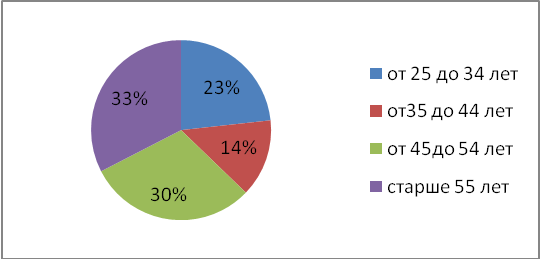 23%
14%
30%
33%
от 25 до 34 лет
от35 до 44 лет
от 45до 54 лет
старше 55 лет